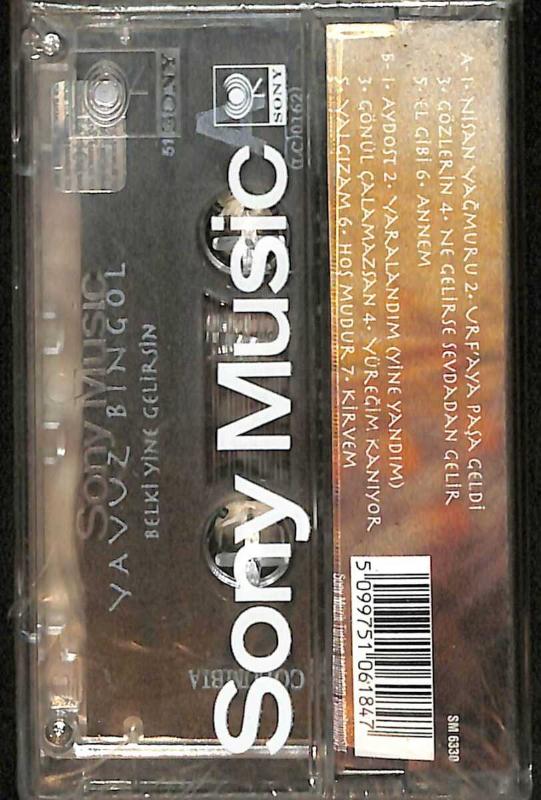 A- 1• NİSAN YAĞMURU 2• URFAYA PAŞA GELDİ
3• GÖZLERİN 4• NE GELİRSE SEVDADAN GELİR
5• EL GİBİ 6• ANNEM
B- 1• AYDOST 2• YARALANDIM (YİNE YANDIM)
3• GÖNÜL ÇALAMAZSAN 4• YÜREĞİM KANIYOR
5• YALGIZAM 6• HOŞ MUDUR 7• KİRVEM
5 099751 061847
SM 6330
SONY
(LC 0162)
Sony Music
COLUMBIA
SONY
Sony Music
YAVUZ BİNGÖL
BELKİ YİNE GELİRSİN